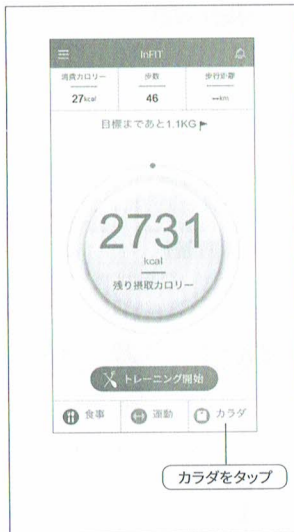 InFIT
消費カロリー 歩数 歩行距離
27kcal 46 --km
目標まであと1.1KG
2731
kcal
残り摂取カロリー
トレーニング開始
食事 運動 カラダ
カラダをタップ